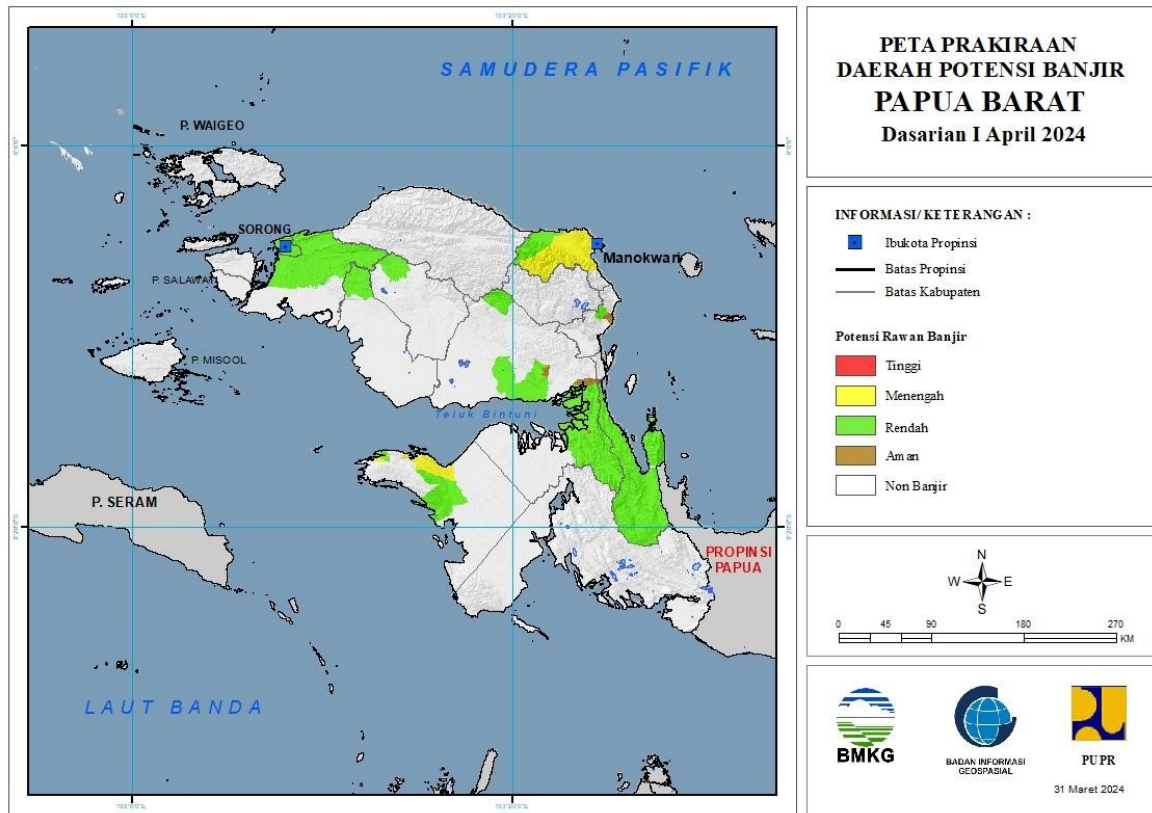 PETA PRAKIRAAN
DAERAH POTENSI BANJIR
PAPUA BARAT
Dasarian I April 2024
INFORMASI/ KETERANGAN :
Ibukota Propinsi
Batas Propinsi
Batas Kabupaten
Potensi Rawan Banjir
Tinggi
Menengah
Rendah
Aman
Non Banjir
N
W E
S
0 45 90 180 270
KM
BMKG
BADAN INFORMASI
GEOSPASIAL
PUPR
31 Maret 2024
SAMUDERA PASIFIK
P. WAIGEO
SORONG
Manokwari
P. SALAWATI
P. MISOOL
Teluk Bintuni
P. SERAM
PROPINSI
PAPUA
LAUT BANDA